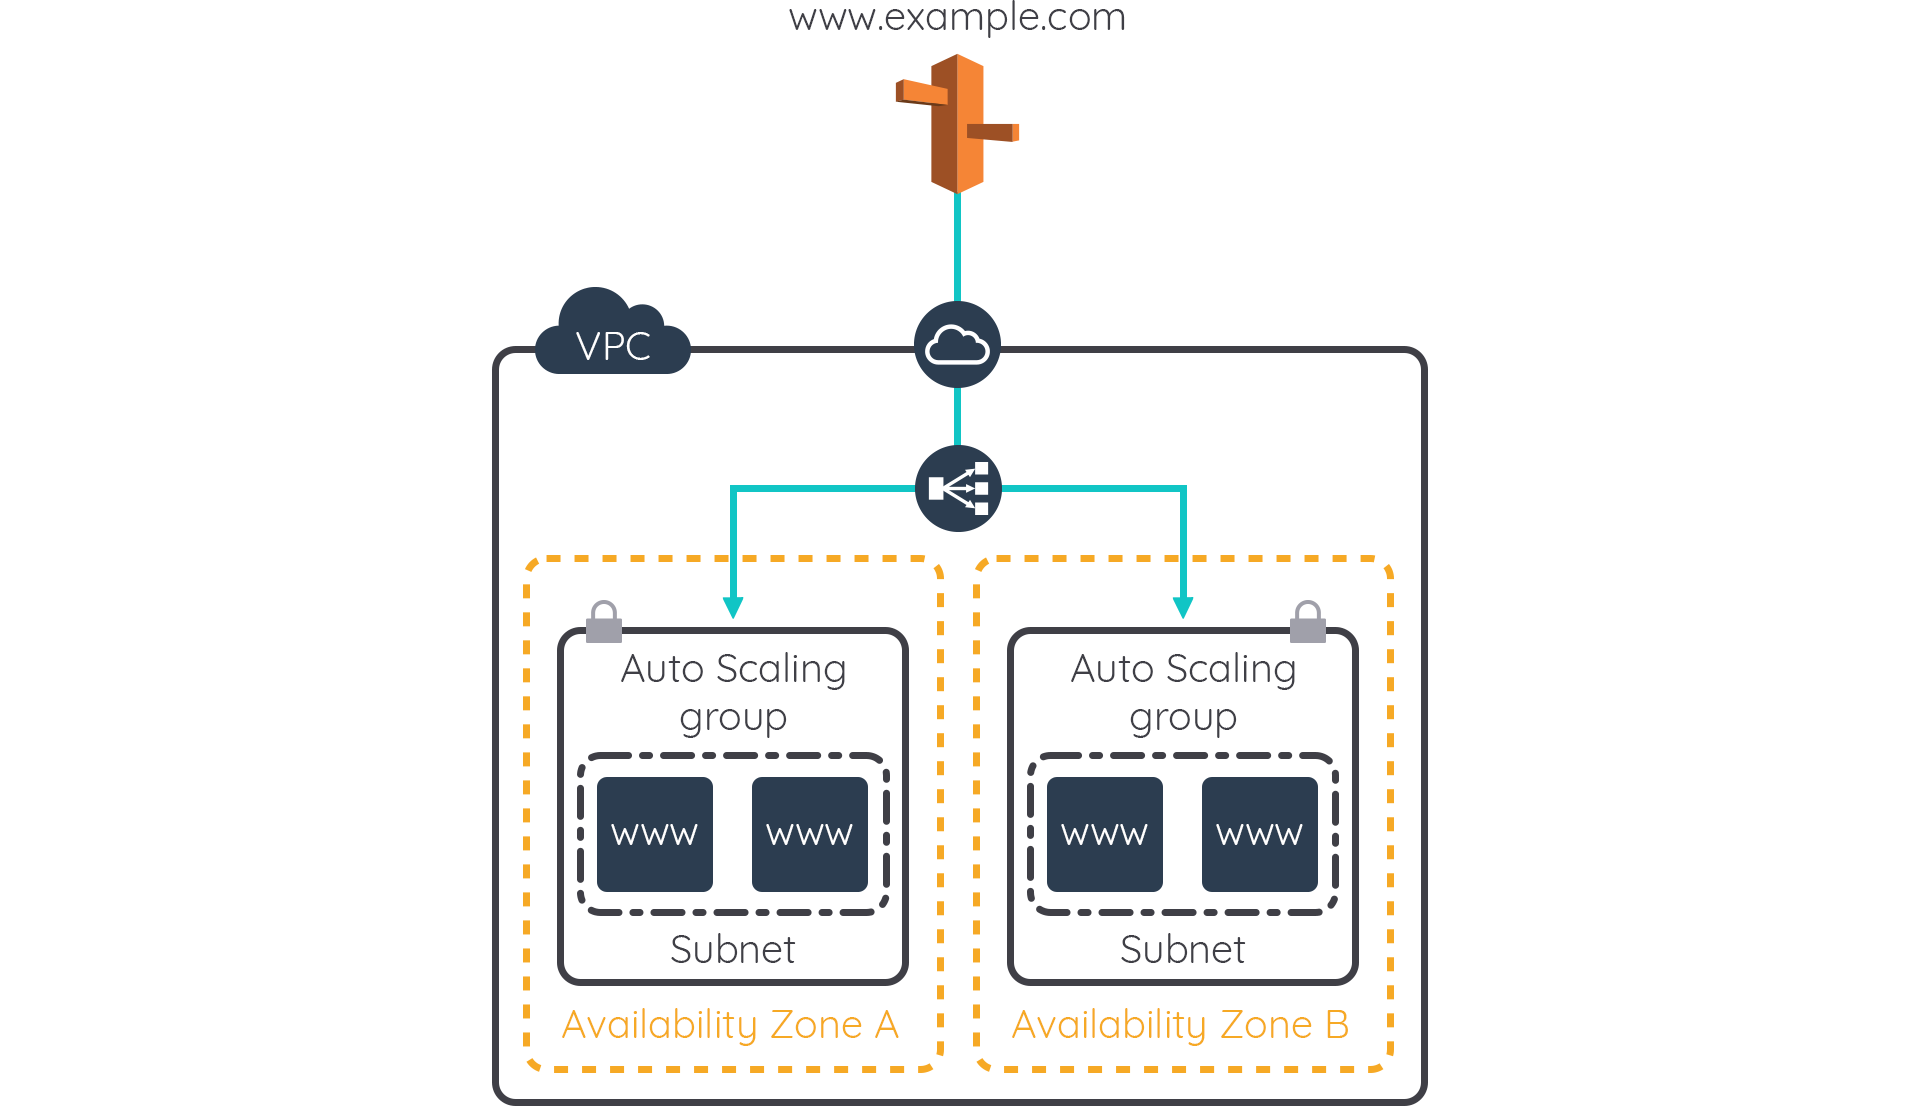 www.example.com
VPC
Auto Scaling
group
www
www
Subnet
Availability Zone A
Auto Scaling
group
www
www
Subnet
Availability Zone B